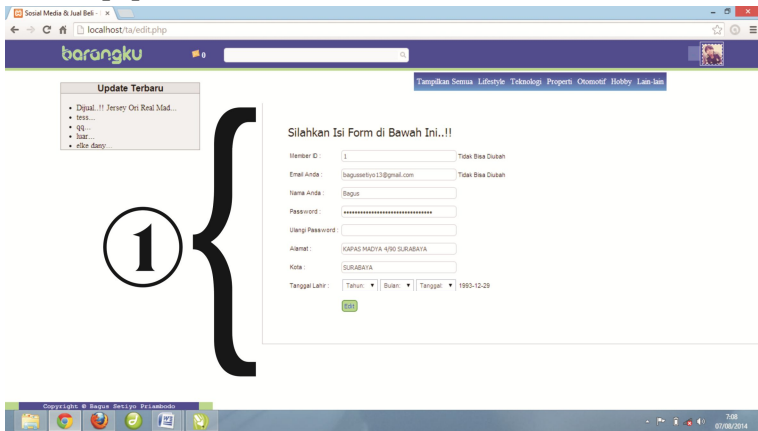 Sosial Media & Jual Beli -
localhost/ta/edit.php
barangku
0
Tampilkan Semua Lifestyle Teknologi Properti Otomotif Hobby Lain-lain
Update Terbaru
Dijual..!! Jersey Ori Real Mad...
tess...
qq...
luar...
elke dany...
1
Silahkan Isi Form di Bawah Ini..!!
Member ID : 1 Tidak Bisa Diubah
Email Anda : bagussetiyo13@gmail.com Tidak Bisa Diubah
Nama Anda : Bagus
Password : ********************************
Ulangi Password :
Alamat : KAPAS MADYA 4/90 SURABAYA
Kota : SURABAYA
Tanggal Lahir : Tahun: Bulan: Tanggal: 1993-12-29
Edit
Copyright © Bagus Setiyo Priambodo
7:08
07/08/2014